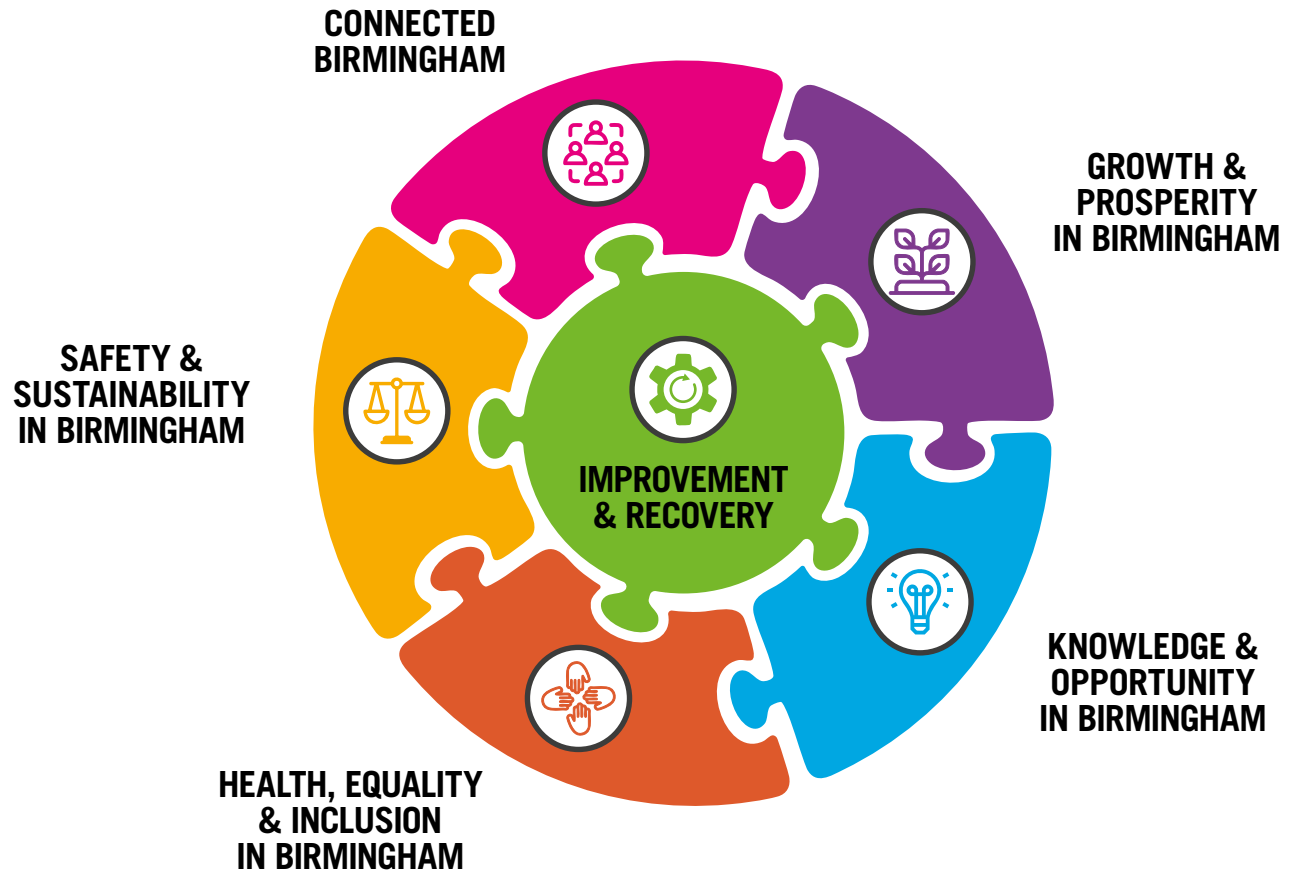 CONNECTED
BIRMINGHAM
GROWTH &
PROSPERITY
IN BIRMINGHAM
SAFETY &
SUSTAINABILITY
IN BIRMINGHAM
IMPROVEMENT
& RECOVERY
KNOWLEDGE &
OPPORTUNITY
IN BIRMINGHAM
HEALTH, EQUALITY
& INCLUSION
IN BIRMINGHAM